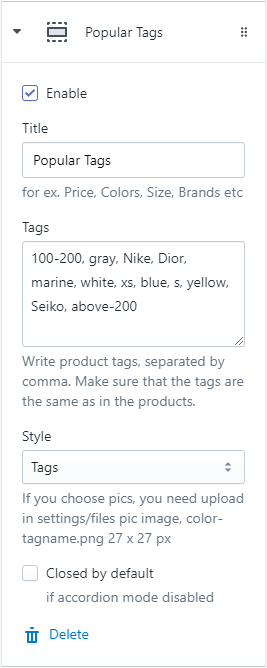 Popular Tags
Enable
Title
Popular Tags
for ex. Price, Colors, Size, Brands etc
Tags
100-200, gray, Nike, Dior,
marine, white, xs, blue, s, yellow,
Seiko, above-200
Write product tags, separated by
comma. Make sure that the tags are
the same as in the products.
Style
Tags
If you choose pics, you need upload
in settings/files pic image, color-
tagname.png 27 x 27 px
Closed by default
if accordion mode disabled
Delete